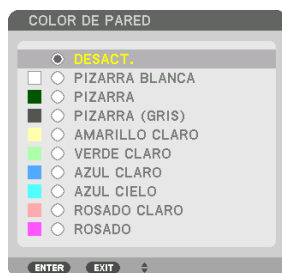 COLOR DE PARED
DESACT.
PIZARRA BLANCA
PIZARRA
PIZARRA (GRIS)
AMARILLO CLARO
VERDE CLARO
AZUL CLARO
AZUL CIELO
ROSADO CLARO
ROSADO
ENTER EXIT